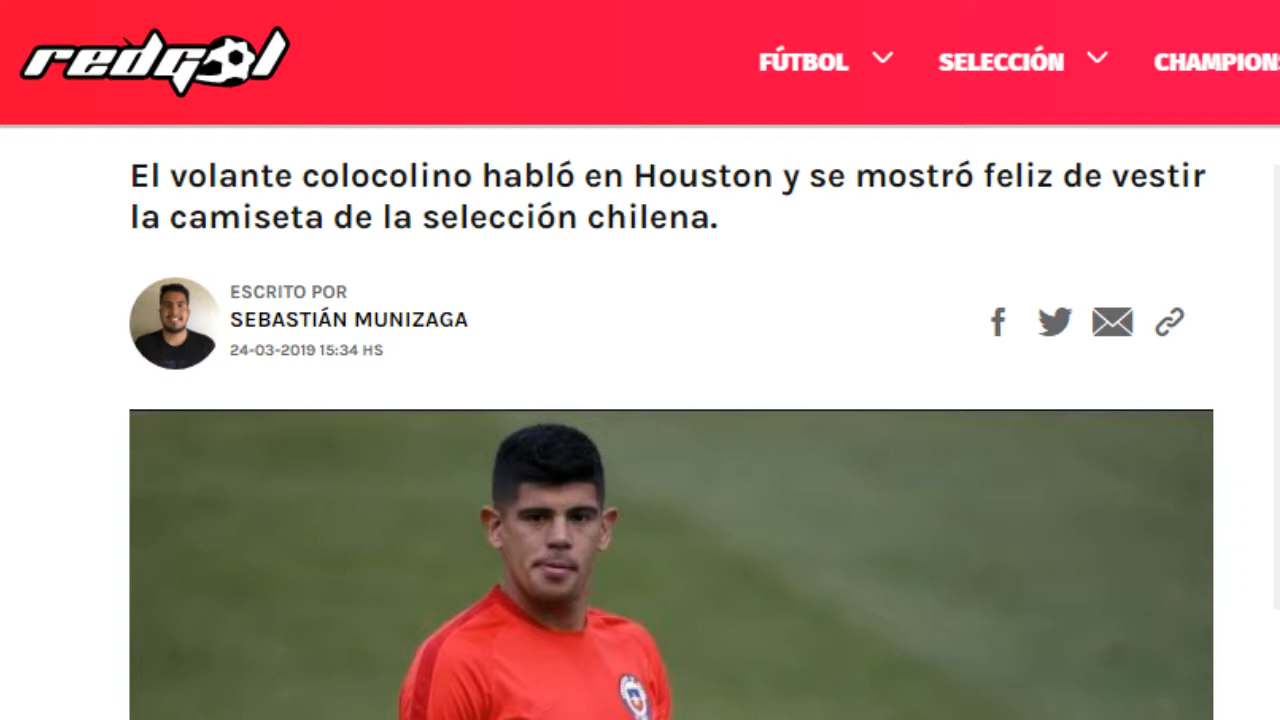 redgol
FÚTBOL
SELECCIÓN
CHAMPIONS
El volante colocolino habló en Houston y se mostró feliz de vestir
la camiseta de la selección chilena.
ESCRITO POR
SEBASTIÁN MUNIZAGA
24-03-2019 15:34 HS